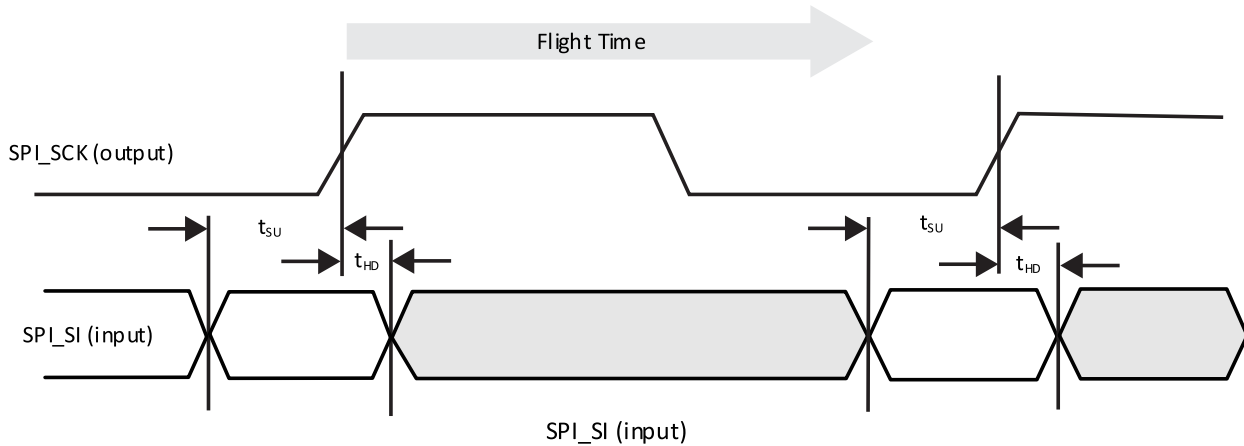 Flight Time
SPI_SCK (output)
tSU
tSU
tHD
tHD
SPI_SI (input)
SPI_SI (input)